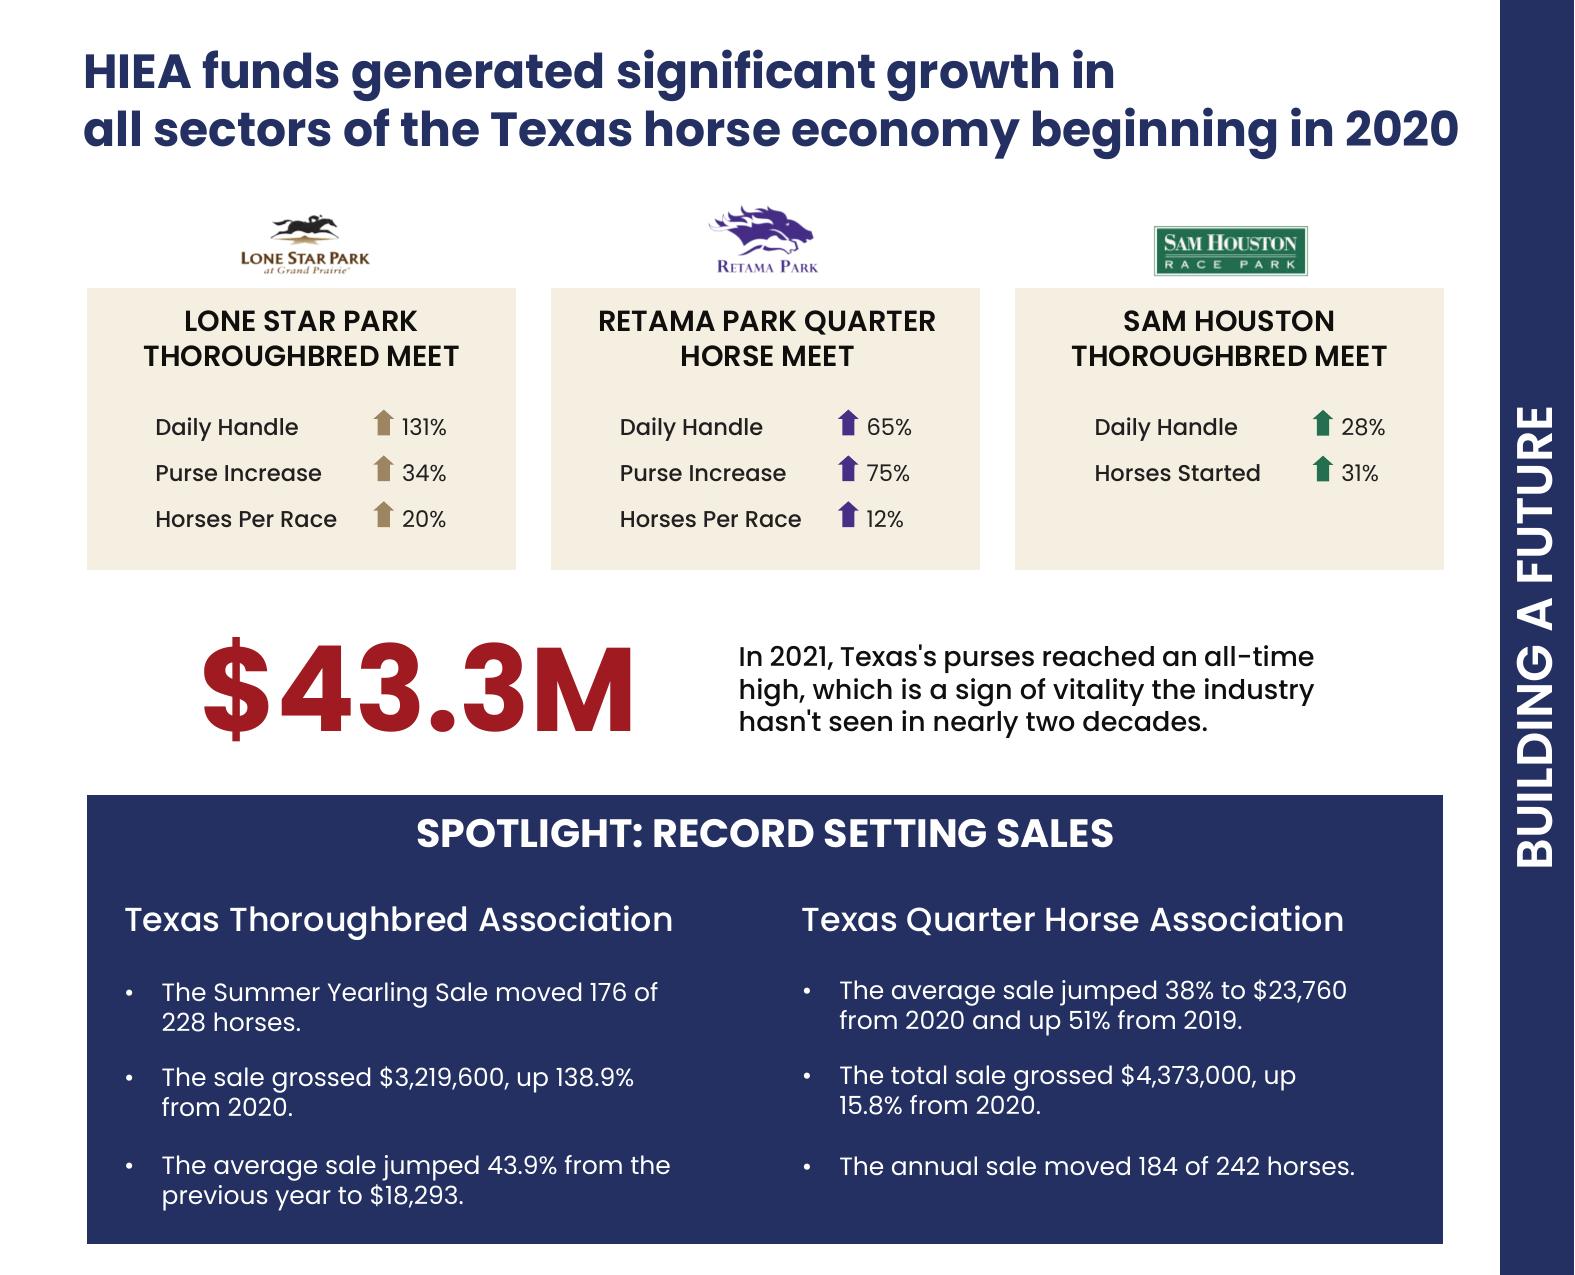 HIEA funds generated significant growth in
all sectors of the Texas horse economy beginning in 2020
LONE STAR PARK
at Grand Prairie
RETAMA PARK
SAM HOUSTON
RACE PARK
LONE STAR PARK
THOROUGHBRED MEET
Daily Handle 131%
Purse Increase 34%
Horses Per Race 20%
RETAMA PARK QUARTER
HORSE MEET
Daily Handle 65%
Purse Increase 75%
Horses Per Race 12%
SAM HOUSTON
THOROUGHBRED MEET
Daily Handle 28%
Horses Started 31%
$43.3M
In 2021, Texas's purses reached an all-time
high, which is a sign of vitality the industry
hasn't seen in nearly two decades.
SPOTLIGHT: RECORD SETTING SALES
Texas Thoroughbred Association
• The Summer Yearling Sale moved 176 of
228 horses.
• The sale grossed $3,219,600, up 138.9%
from 2020.
• The average sale jumped 43.9% from the
previous year to $18,293.
Texas Quarter Horse Association
• The average sale jumped 38% to $23,760
from 2020 and up 51% from 2019.
• The total sale grossed $4,373,000, up
15.8% from 2020.
• The annual sale moved 184 of 242 horses.
BUILDING A FUTURE